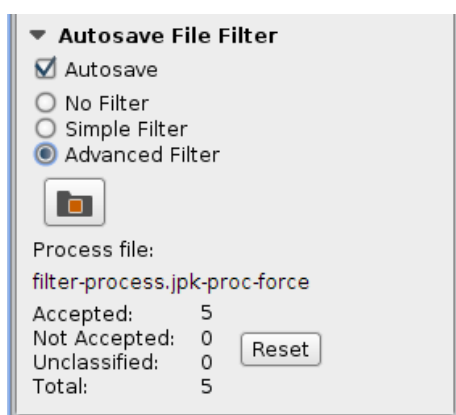 Autosave File Filter
Autosave
No Filter
Simple Filter
Advanced Filter
Process file:
filter-process.jpk-proc-force
Accepted: 5
Not Accepted: 0
Unclassified: 0
Reset
Total: 5